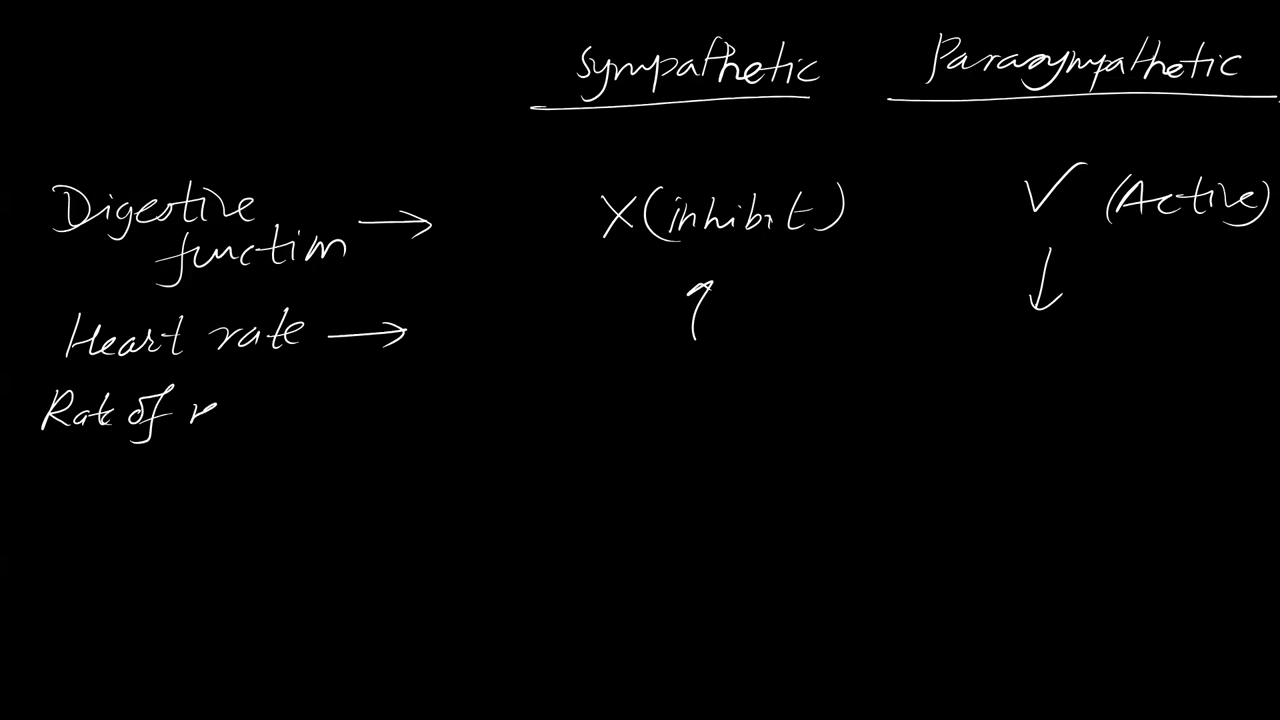 Sympathetic Parasympathetic
Digestive → X (inhibit) ✓ (Active)
function
Heart rate → ↑ ↓
Rate of r